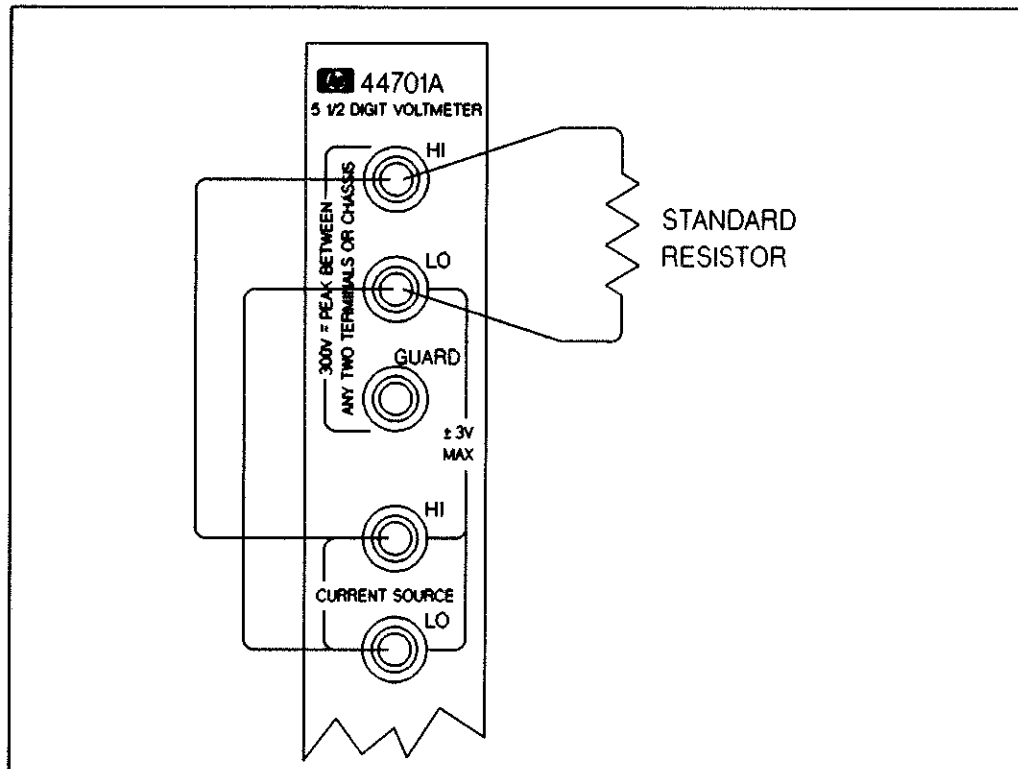 hp 44701A
5 1/2 DIGIT VOLTMETER
HI
300V = PEAK BETWEEN
ANY TWO TERMINALS OR CHASSIS
LO
STANDARD
RESISTOR
GUARD
± 3V
MAX
HI
CURRENT SOURCE
LO